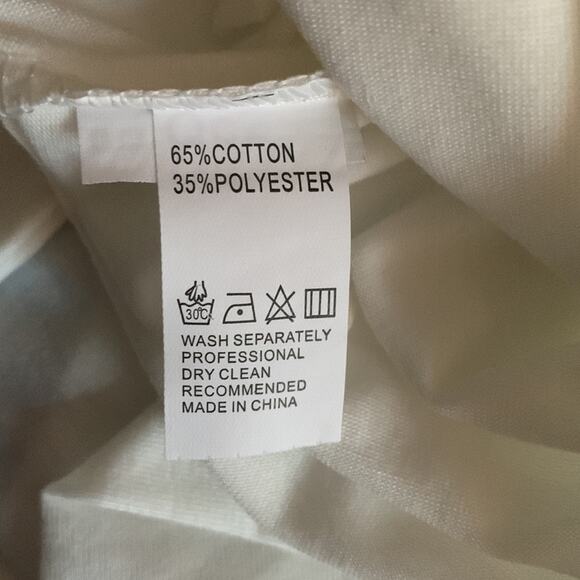 65%COTTON
35%POLYESTER
30℃
WASH SEPARATELY
PROFESSIONAL
DRY CLEAN
RECOMMENDED
MADE IN CHINA